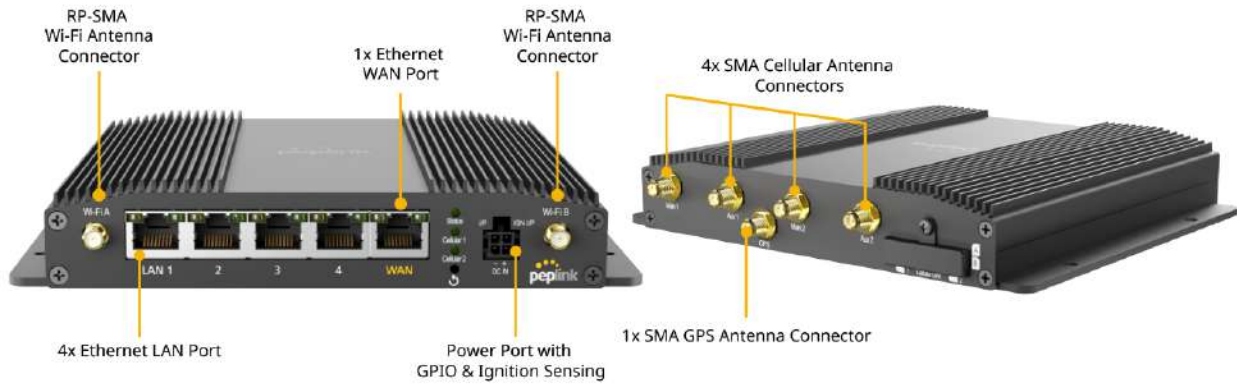 RP-SMA
Wi-Fi Antenna
Connector
1x Ethernet
WAN Port
RP-SMA
Wi-Fi Antenna
Connector
4x SMA Cellular Antenna
Connectors
Wi-Fi A
Status
Cellular 1
Cellular 2
I/P
IGN I/P
Wi-Fi B
LAN 1
2
3
4
WAN
DC IN
peplink
Main 1
Aux 1
GPS
Main 2
Aux 2
A
B
4x Ethernet LAN Port
Power Port with
GPIO & Ignition Sensing
1x SMA GPS Antenna Connector